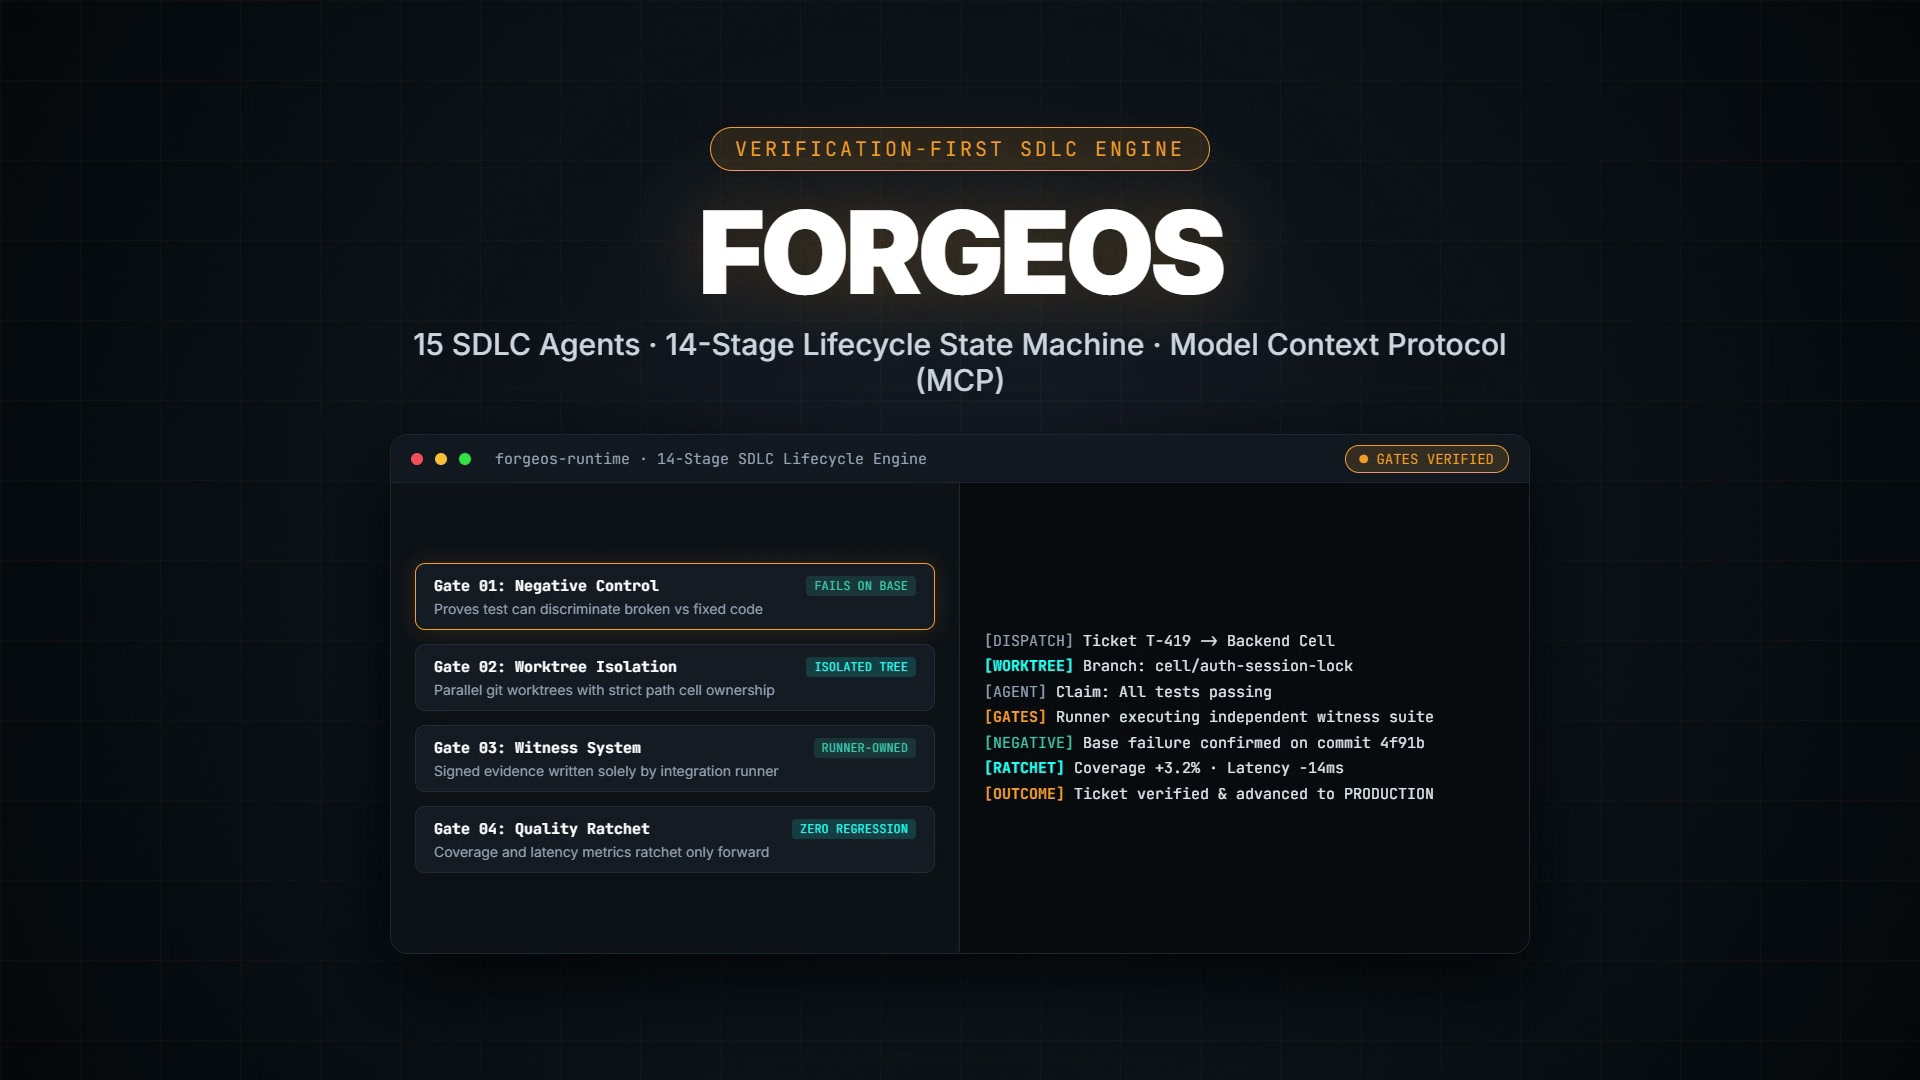 VERIFICATION-FIRST SDLC ENGINE
FORGEOS
15 SDLC Agents · 14-Stage Lifecycle State Machine · Model Context Protocol
(MCP)
forgeos-runtime · 14-Stage SDLC Lifecycle Engine
GATES VERIFIED
Gate 01: Negative Control
FAILS ON BASE
Proves test can discriminate broken vs fixed code
Gate 02: Worktree Isolation
ISOLATED TREE
Parallel git worktrees with strict path cell ownership
Gate 03: Witness System
RUNNER-OWNED
Signed evidence written solely by integration runner
Gate 04: Quality Ratchet
ZERO REGRESSION
Coverage and latency metrics ratchet only forward
[DISPATCH] Ticket T-419 → Backend Cell
[WORKTREE] Branch: cell/auth-session-lock
[AGENT] Claim: All tests passing
[GATES] Runner executing independent witness suite
[NEGATIVE] Base failure confirmed on commit 4f91b
[RATCHET] Coverage +3.2% · Latency -14ms
[OUTCOME] Ticket verified & advanced to PRODUCTION